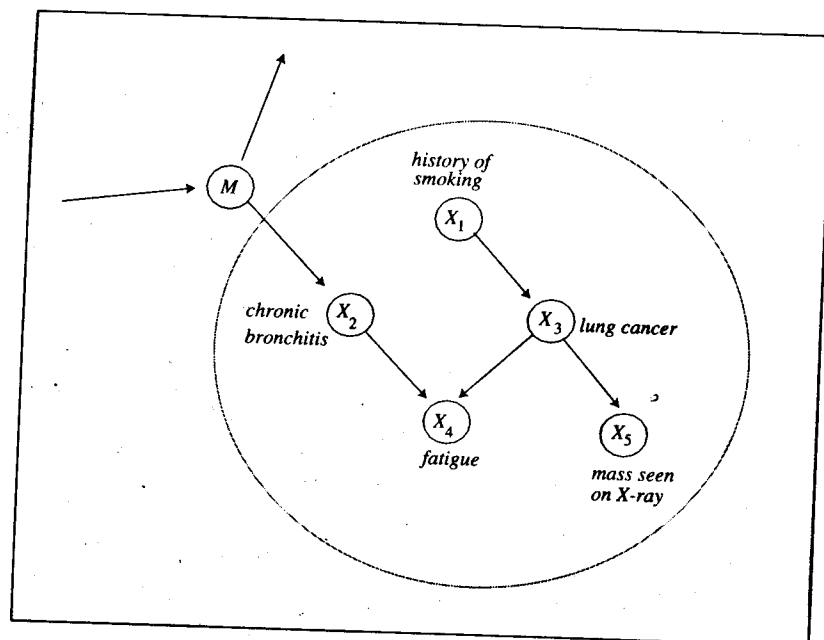 history of
smoking
M
X1
chronic
bronchitis
X2
X3
lung cancer
X4
fatigue
X5
mass seen
on X-ray